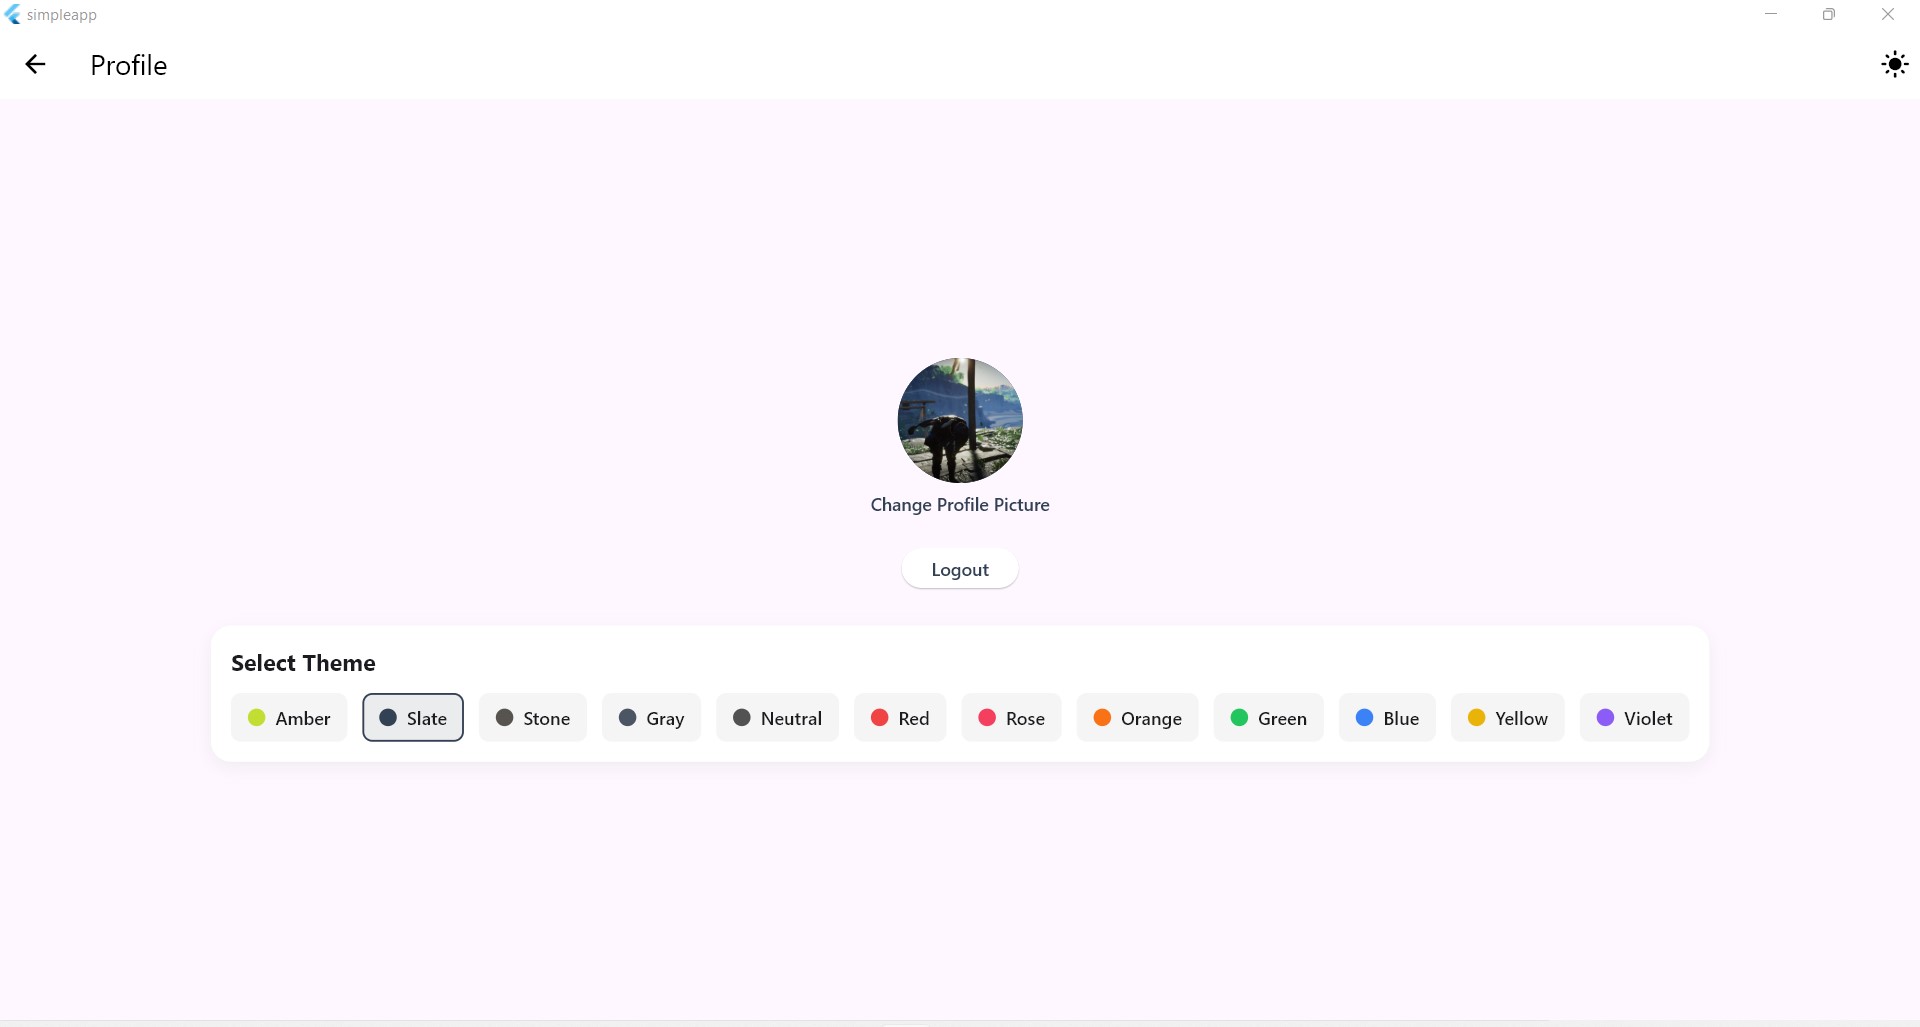 simpleapp
Profile
Change Profile Picture
Logout
Select Theme
Amber Slate Stone Gray Neutral Red Rose Orange Green Blue Yellow Violet